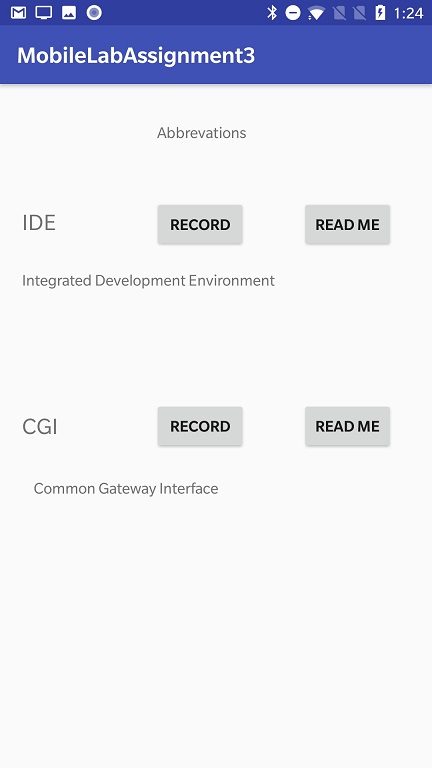 1:24
MobileLabAssignment3
Abbrevations
IDE RECORD READ ME
Integrated Development Environment
CGI RECORD READ ME
Common Gateway Interface